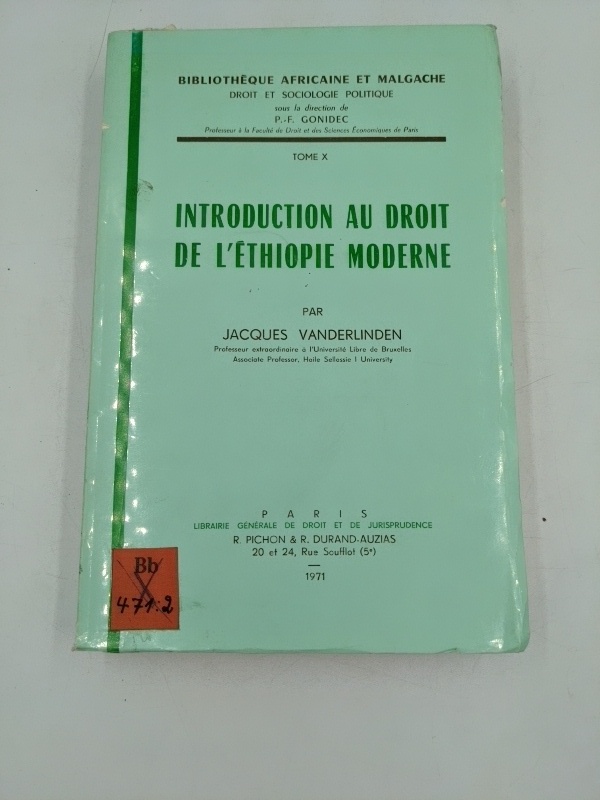 BIBLIOTHÈQUE AFRICAINE ET MALGACHE
DROIT ET SOCIOLOGIE POLITIQUE
sous la direction de
P.-F. GONIDEC
Professeur à la Faculté de Droit et des Sciences Économiques de Paris
TOME X
INTRODUCTION AU DROIT
DE L'ÉTHIOPIE MODERNE
PAR
JACQUES VANDERLINDEN
Professeur extraordinaire à l'Université Libre de Bruxelles
Associate Professor, Haile Sellassie I University
PARIS
LIBRAIRIE GÉNÉRALE DE DROIT ET DE JURISPRUDENCE
R. PICHON & R. DURAND-AUZIAS
20 et 24, Rue Soufflot (5e)
1971
Bb
471:2